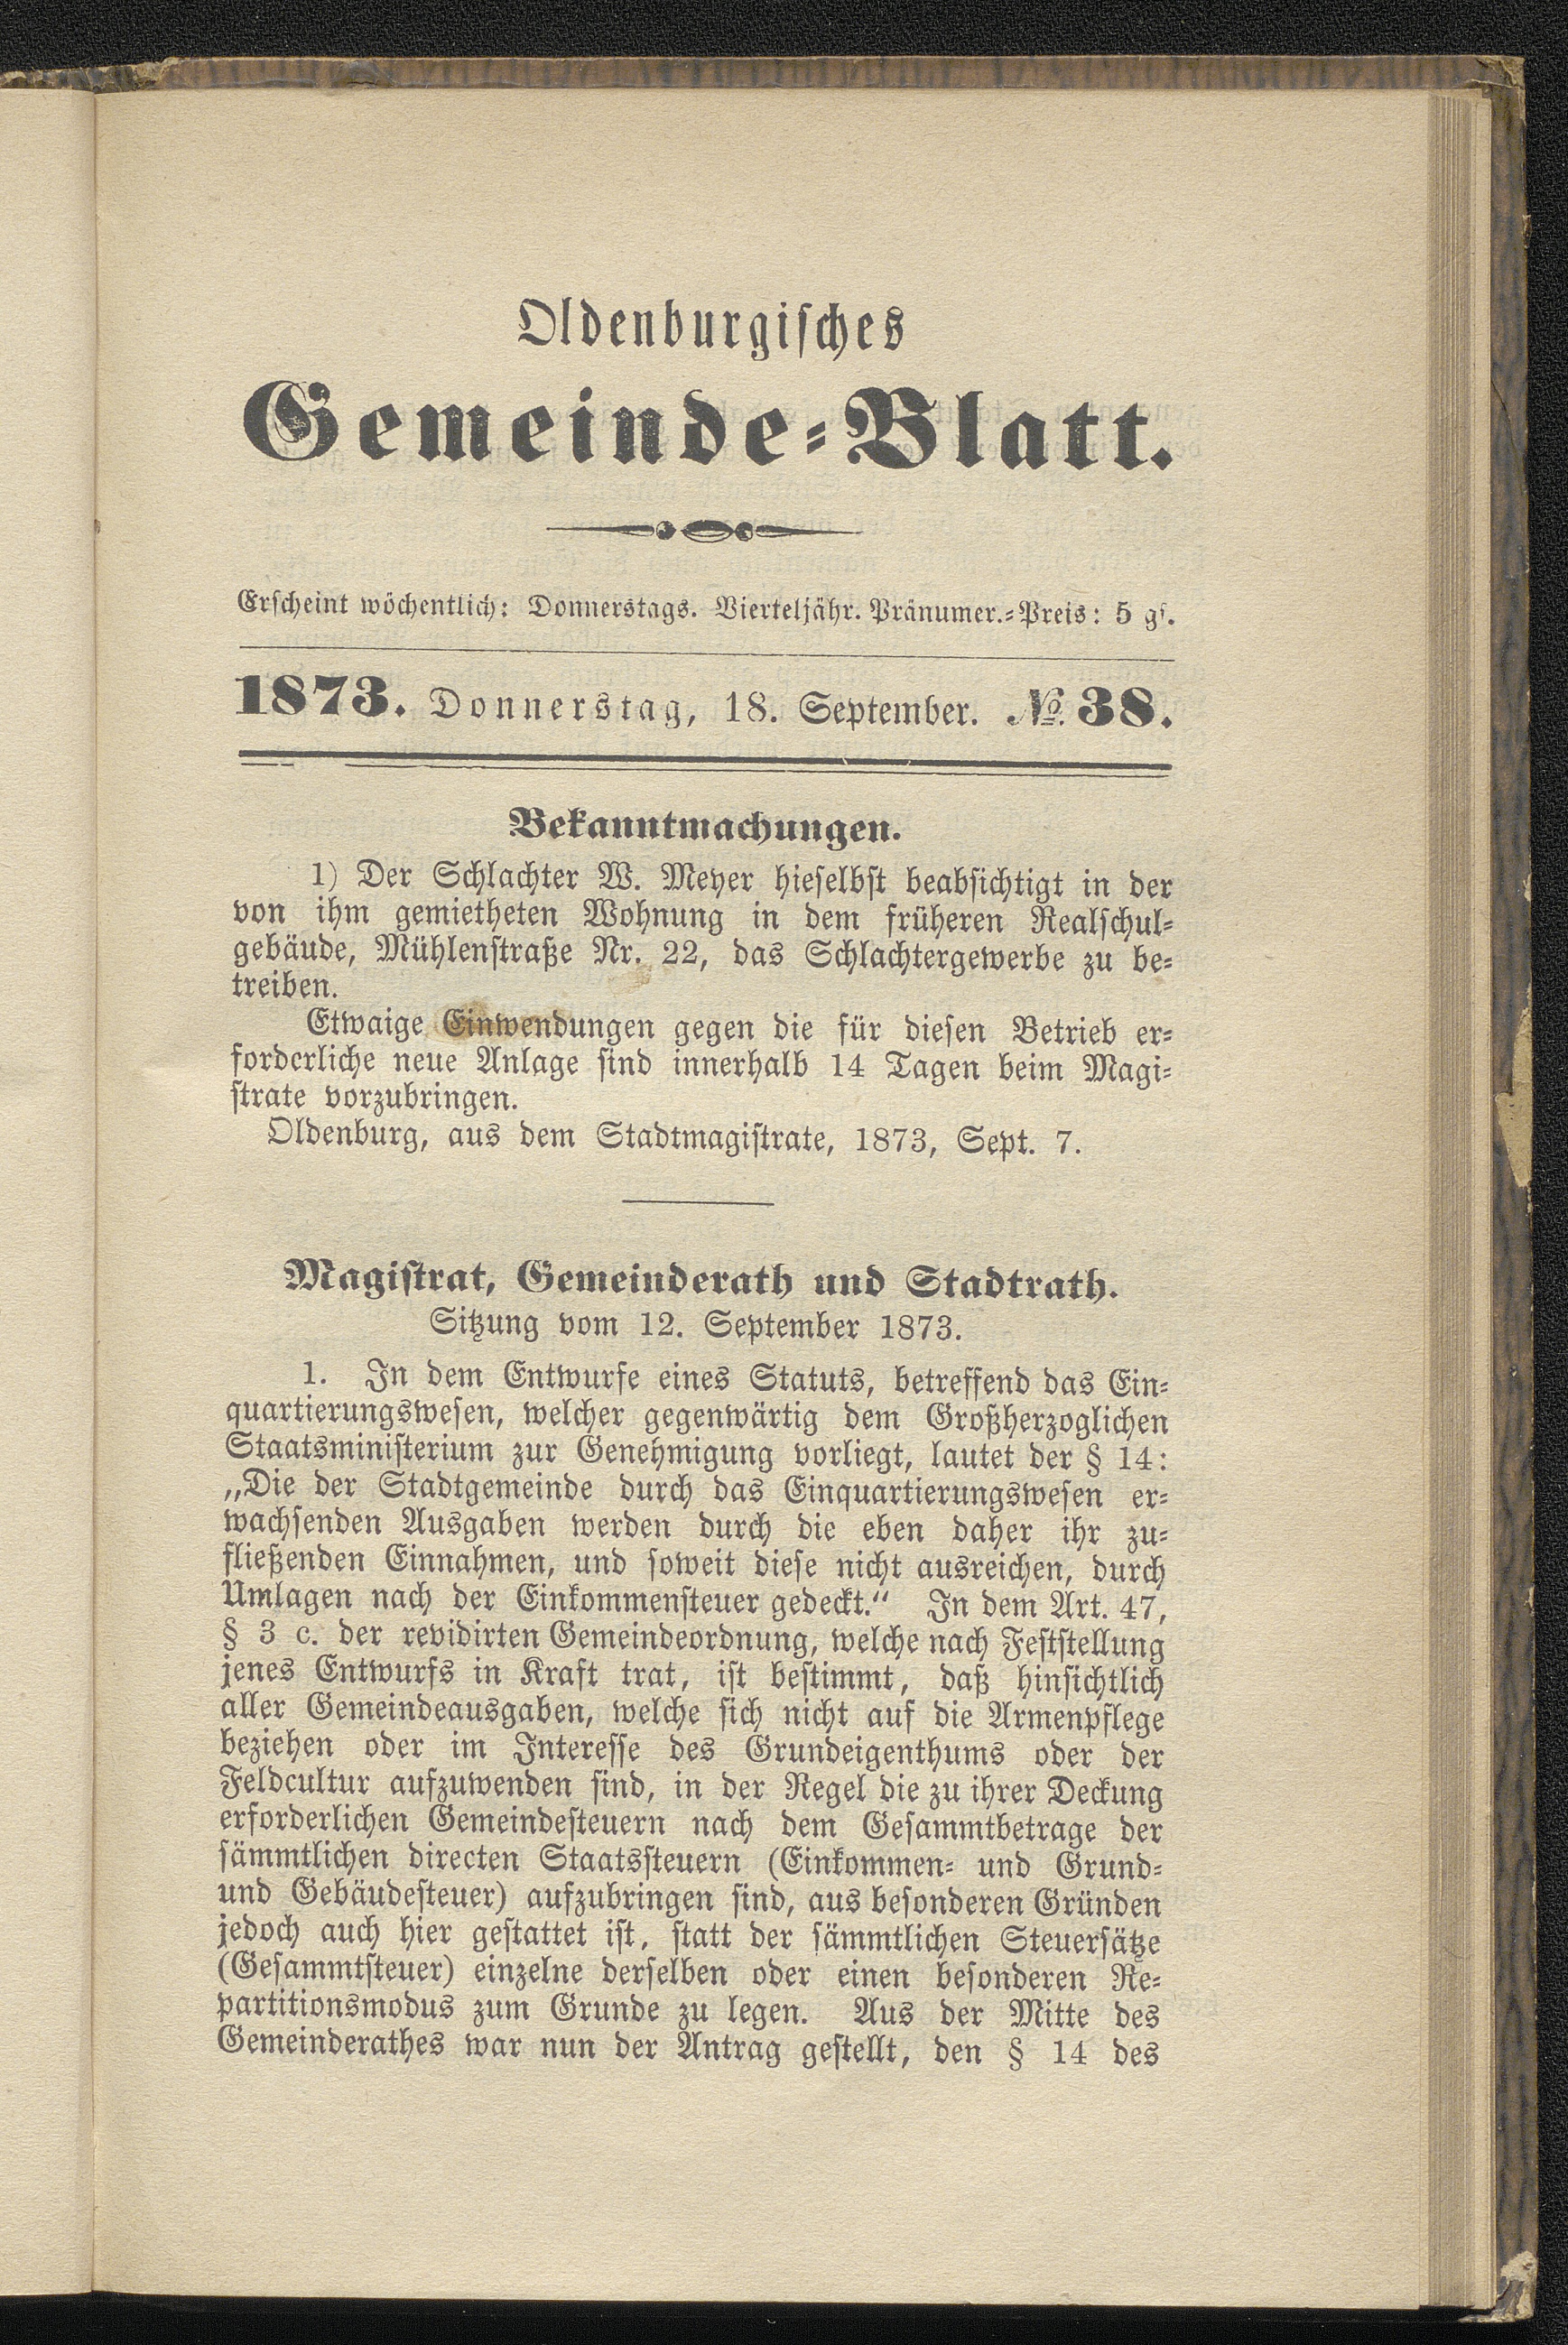 Oldenburgisches
Gemeinde-Blatt.
Erscheint wöchentlich: Donnerstags. Vierteljähr. Pränumer.-Preis: 5 gſ.
1873. Donnerstag, 18. September. №. 38.
Bekanntmachungen.
1) Der Schlachter W. Meyer hieſelbſt beabſichtigt in der
von ihm gemietheten Wohnung in dem früheren Realſchul-
gebäude, Mühlenſtraße Nr. 22, das Schlachtergewerbe zu be-
treiben.
Etwaige Einwendungen gegen die für dieſen Betrieb er-
forderliche neue Anlage ſind innerhalb 14 Tagen beim Magi-
ſtrate vorzubringen.
Oldenburg, aus dem Stadtmagiſtrate, 1873, Sept. 7.
Magiſtrat, Gemeinderath und Stadtrath.
Sitzung vom 12. September 1873.
1. In dem Entwurfe eines Statuts, betreffend das Ein-
quartierungsweſen, welcher gegenwärtig dem Großherzoglichen
Staatsminiſterium zur Genehmigung vorliegt, lautet der § 14:
„Die der Stadtgemeinde durch das Einquartierungsweſen er-
wachſenden Ausgaben werden durch die eben daher ihr zu-
fließenden Einnahmen, und ſoweit dieſe nicht ausreichen, durch
Umlagen nach der Einkommenſteuer gedeckt.“ In dem Art. 47,
§ 3 c. der revidirten Gemeindeordnung, welche nach Feſtſtellung
jenes Entwurfs in Kraft trat, iſt beſtimmt, daß hinſichtlich
aller Gemeindeausgaben, welche ſich nicht auf die Armenpflege
beziehen oder im Intereſſe des Grundeigenthums oder der
Feldcultur aufzuwenden ſind, in der Regel die zu ihrer Deckung
erforderlichen Gemeindeſteuern nach dem Geſammtbetrage der
ſämmtlichen directen Staatsſteuern (Einkommen- und Grund-
und Gebäudeſteuer) aufzubringen ſind, aus beſonderen Gründen
jedoch auch hier geſtattet iſt, ſtatt der ſämmtlichen Steuerſätze
(Geſammtſteuer) einzelne derſelben oder einen beſonderen Re-
partitionsmodus zum Grunde zu legen. Aus der Mitte des
Gemeinderathes war nun der Antrag geſtellt, den § 14 des